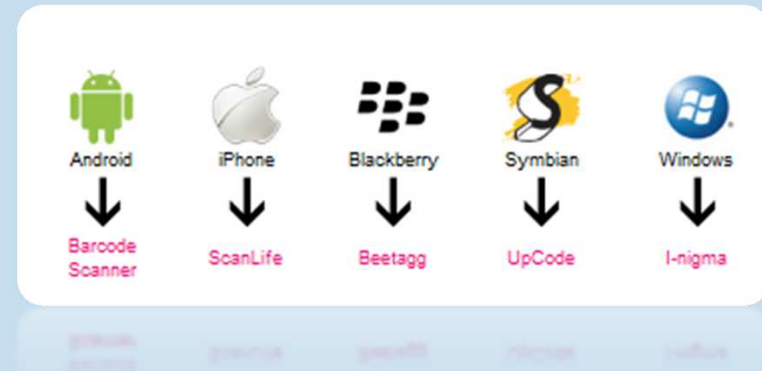 Android iPhone Blackberry Symbian Windows
Barcode Scanner ScanLife Beetagg UpCode I-nigma